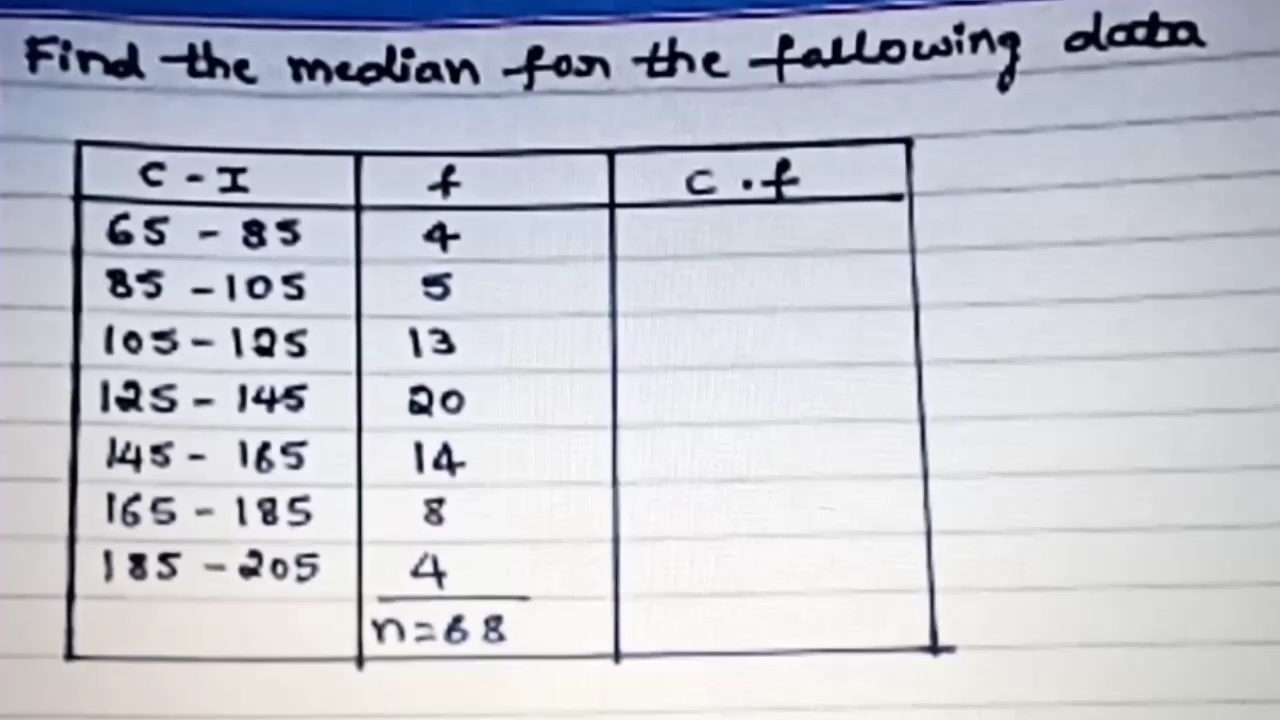 Find the median for the fallowing data
C - I f C.f
65 - 85 4
85 - 105 5
105 - 125 13
125 - 145 20
145 - 165 14
165 - 185 8
185 - 205 4
n=68